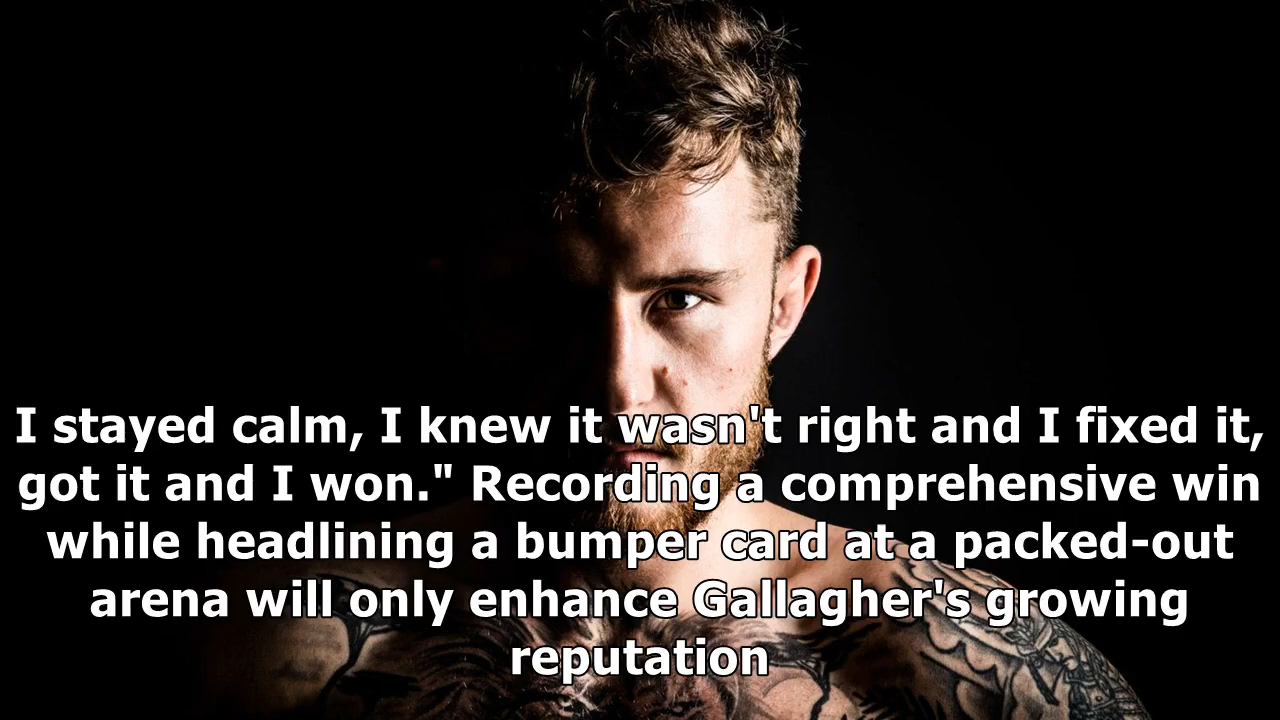 I stayed calm, I knew it wasn't right and I fixed it,
got it and I won." Recording a comprehensive win
while headlining a bumper card at a packed-out
arena will only enhance Gallagher's growing
reputation